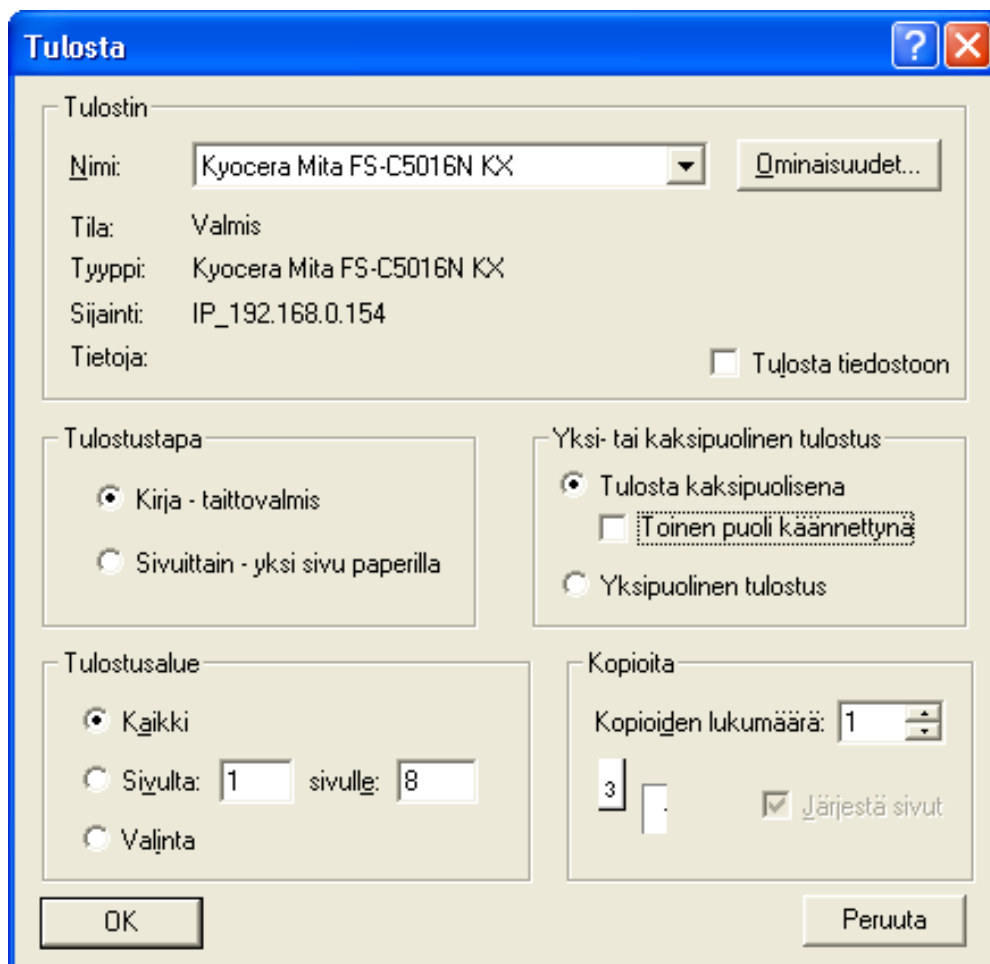 Tulosta
Tulostin
Nimi: Kyocera Mita FS-C5016N KX Ominaisuudet...
Tila: Valmis
Tyyppi: Kyocera Mita FS-C5016N KX
Sijainti: IP_192.168.0.154
Tietoja: Tulosta tiedostoon
Tulostustapa
Kirja - taittovalmis
Sivuittain - yksi sivu paperilla
Yksi- tai kaksipuolinen tulostus
Tulosta kaksipuolisena
Toinen puoli käännettynä
Yksipuolinen tulostus
Tulostusalue
Kaikki
Sivulta: 1 sivulle: 8
Valinta
Kopioita
Kopioiden lukumäärä: 1
3 Järjestä sivut
OK Peruuta